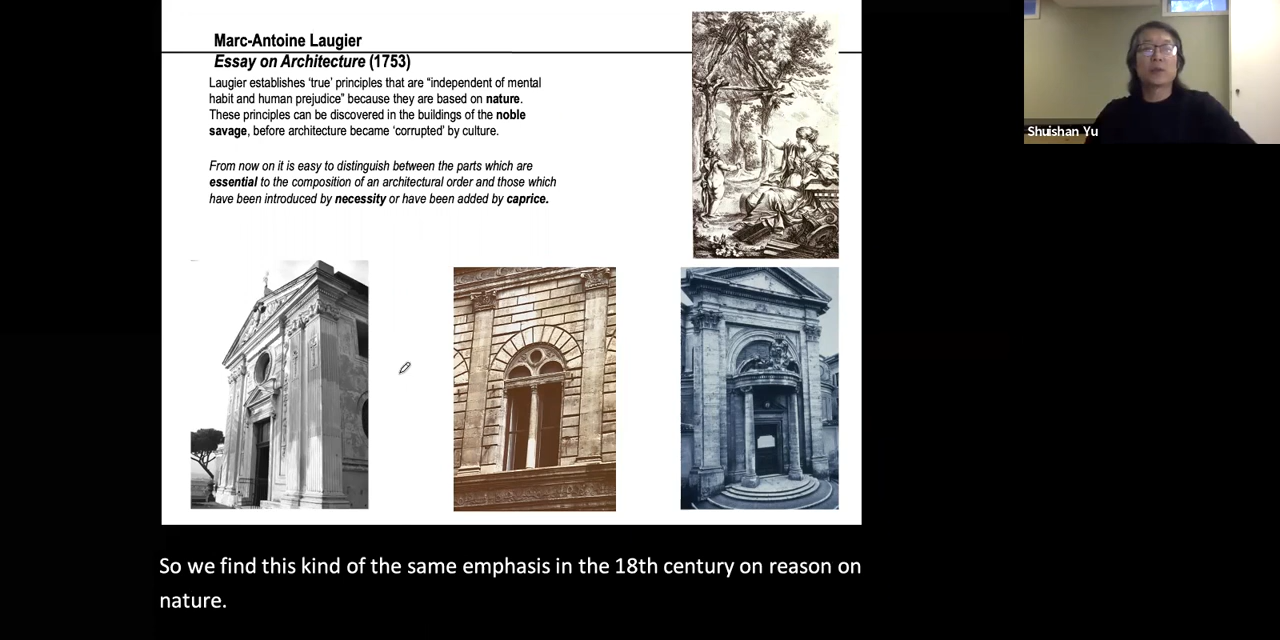 Marc-Antoine Laugier
Essay on Architecture (1753)
Laugier establishes ‘true’ principles that are “independent of mental
habit and human prejudice” because they are based on nature.
These principles can be discovered in the buildings of the noble
savage, before architecture became ‘corrupted’ by culture.
From now on it is easy to distinguish between the parts which are
essential to the composition of an architectural order and those which
have been introduced by necessity or have been added by caprice.
Shuishan Yu
So we find this kind of the same emphasis in the 18th century on reason on
nature.